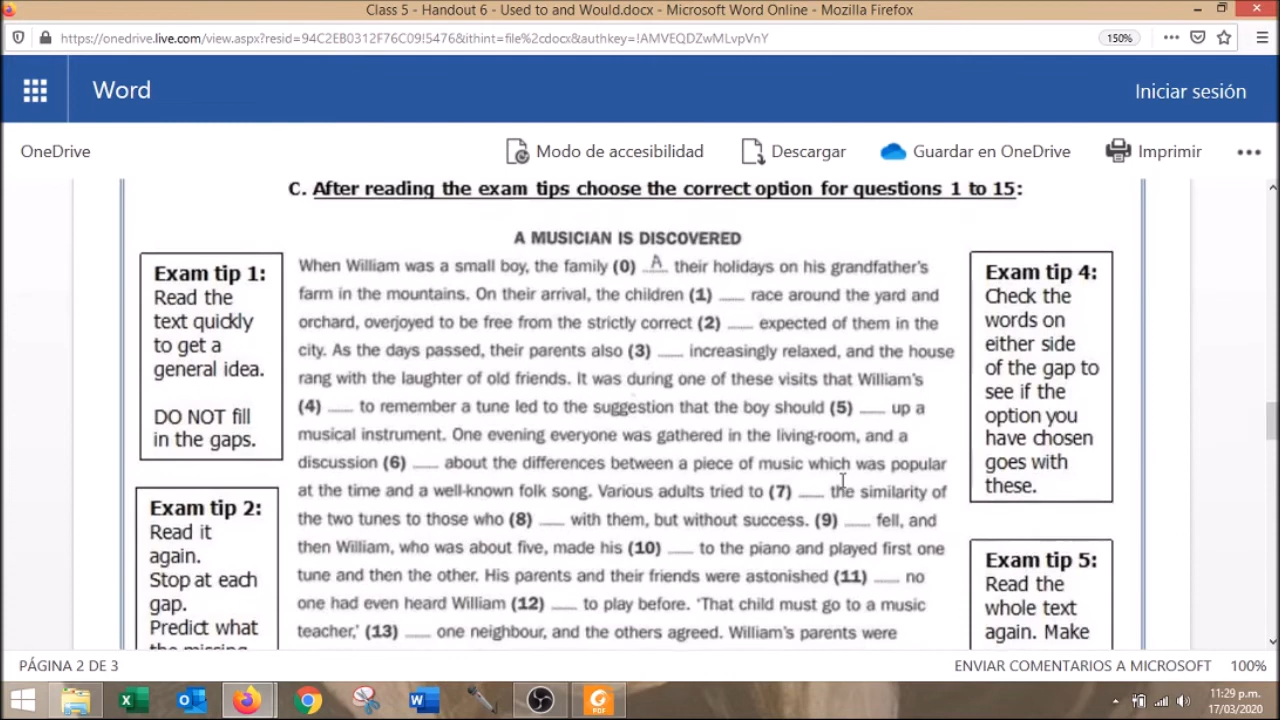 Class 5 - Handout 6 - Used to and Would.docx - Microsoft Word Online - Mozilla Firefox
https://onedrive.live.com/view.aspx?resid=94C2EB0312F76C09!5476&ithint=file%2cdocx&authkey=!AMVEQDZwMLvpVnY
150%
Word
Iniciar sesión
OneDrive
Modo de accesibilidad
Descargar
Guardar en OneDrive
Imprimir
C. After reading the exam tips choose the correct option for questions 1 to 15:
A MUSICIAN IS DISCOVERED
When William was a small boy, the family (0) A their holidays on his grandfather's
farm in the mountains. On their arrival, the children (1) ___ race around the yard and
orchard, overjoyed to be free from the strictly correct (2) ___ expected of them in the
city. As the days passed, their parents also (3) ___ increasingly relaxed, and the house
rang with the laughter of old friends. It was during one of these visits that William's
(4) ___ to remember a tune led to the suggestion that the boy should (5) ___ up a
musical instrument. One evening everyone was gathered in the living-room, and a
discussion (6) ___ about the differences between a piece of music which was popular
at the time and a well-known folk song. Various adults tried to (7) ___ the similarity of
the two tunes to those who (8) ___ with them, but without success. (9) ___ fell, and
then William, who was about five, made his (10) ___ to the piano and played first one
tune and then the other. His parents and their friends were astonished (11) ___ no
one had even heard William (12) ___ to play before. 'That child must go to a music
teacher,' (13) ___ one neighbour, and the others agreed. William's parents were
Exam tip 1:
Read the
text quickly
to get a
general idea.
DO NOT fill
in the gaps.
Exam tip 2:
Read it
again.
Stop at each
gap.
Predict what
the missing
Exam tip 4:
Check the
words on
either side
of the gap to
see if the
option you
have chosen
goes with
these.
Exam tip 5:
Read the
whole text
again. Make
PÁGINA 2 DE 3
ENVIAR COMENTARIOS A MICROSOFT
100%
11:29 p.m.
17/03/2020